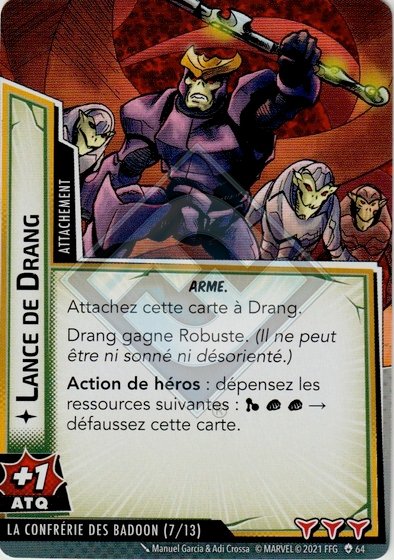 LANCE DE DRANG
ATTACHEMENT
ARME.
Attachez cette carte à Drang.
Drang gagne Robuste. (Il ne peut
être ni sonné ni désorienté.)
Action de héros : dépensez les
ressources suivantes : →
défaussez cette carte.
+1
ATQ
LA CONFRÉRIE DES BADOON (7/13)
Manuel Garcia & Adi Crossa © MARVEL © 2021 FFG 64